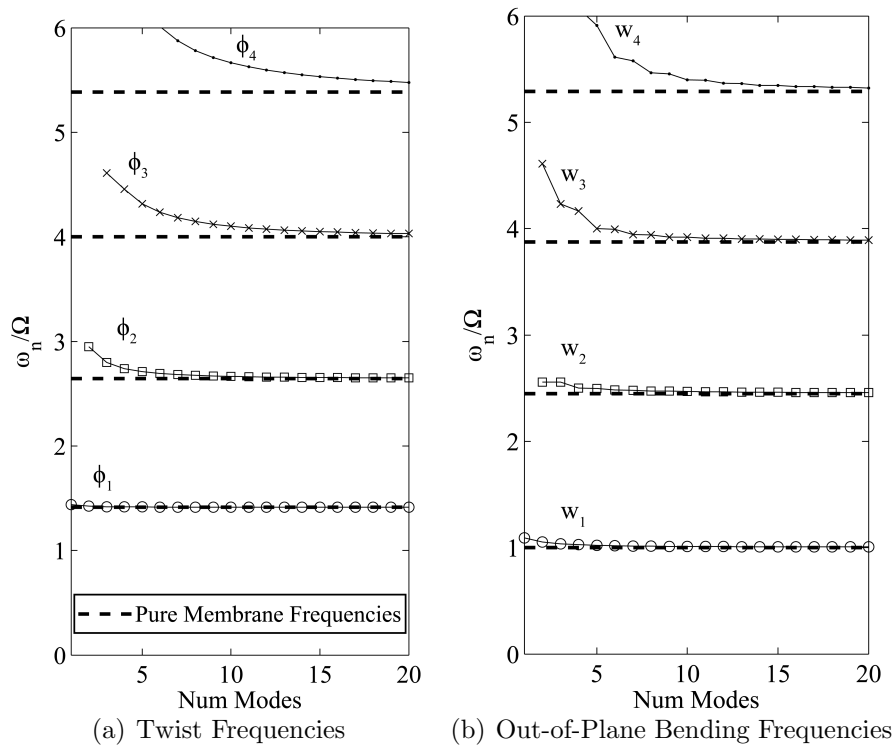 6
5
4
3
2
1
0
ωn/Ω
ϕ4
ϕ3
ϕ2
ϕ1
Pure Membrane Frequencies
5 10 15 20
Num Modes
(a) Twist Frequencies
6
5
4
3
2
1
0
ωn/Ω
w4
w3
w2
w1
5 10 15 20
Num Modes
(b) Out-of-Plane Bending Frequencies